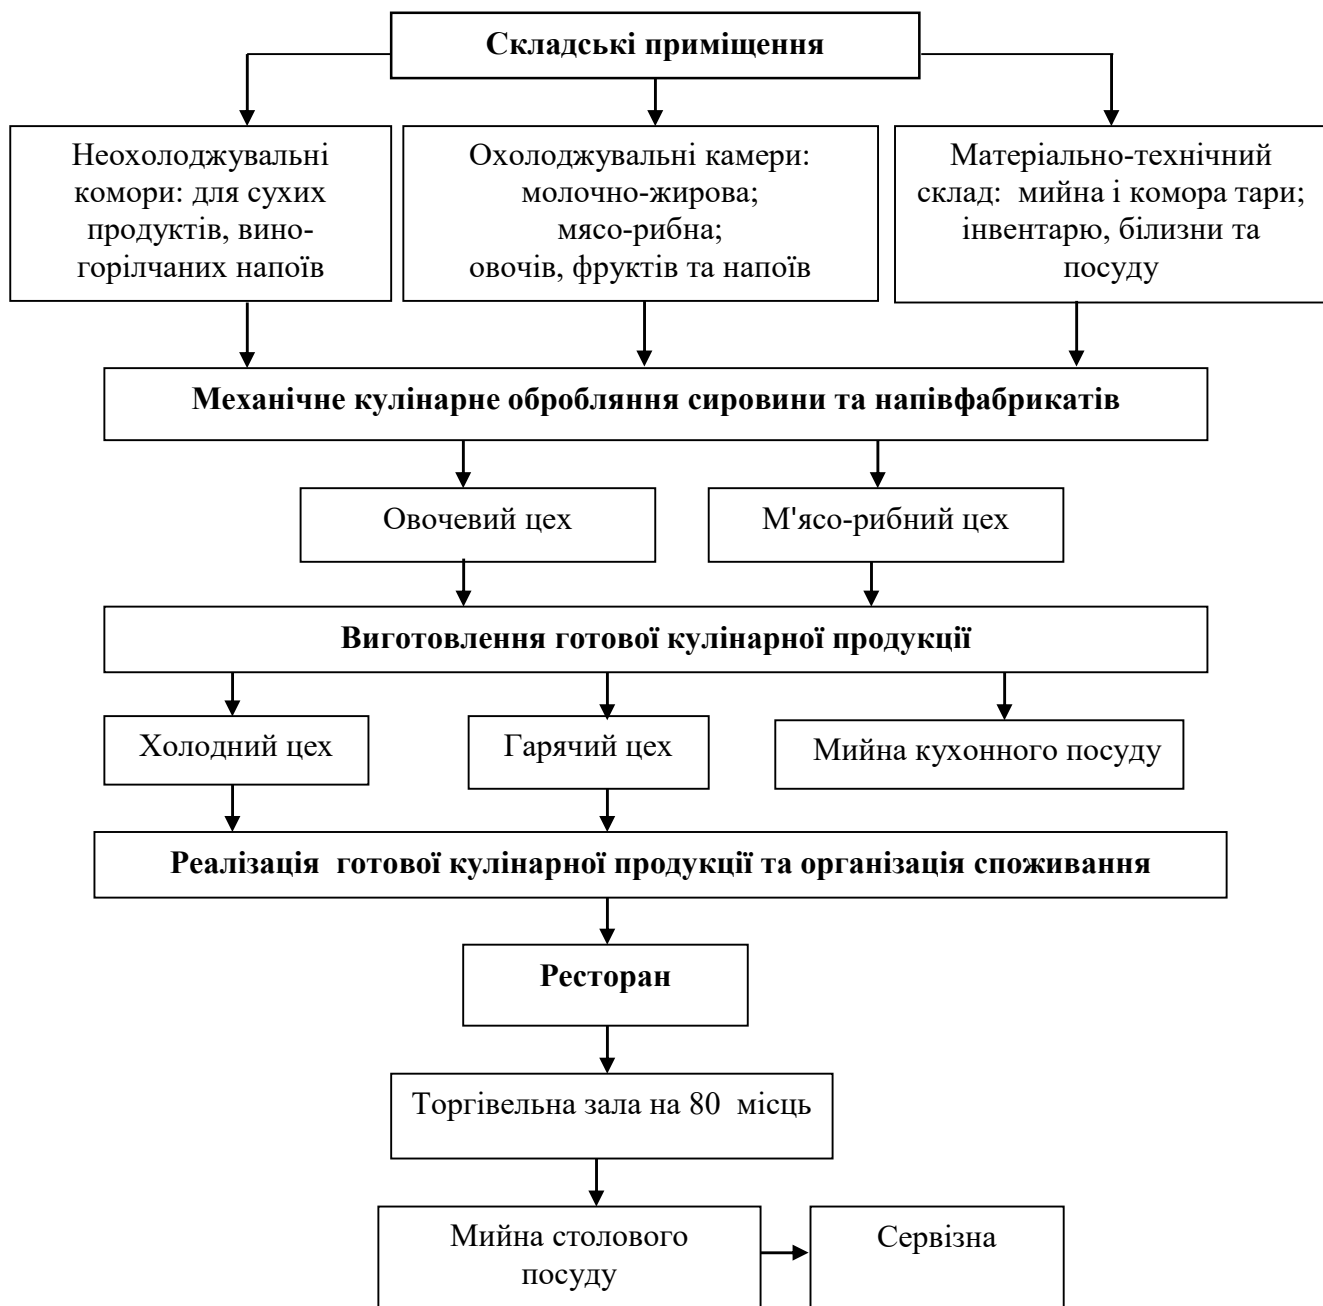 Складські приміщення
Неохолоджувальні
комори: для сухих
продуктів, вино-
горілчаних напоїв
Охолоджувальні камери:
молочно-жирова;
мясо-рибна;
овочів, фруктів та напоїв
Матеріально-технічний
склад: мийна і комора тари;
інвентарю, білизни та
посуду
Механічне кулінарне обробляння сировини та напівфабрикатів
Овочевий цех
М'ясо-рибний цех
Виготовлення готової кулінарної продукції
Холодний цех
Гарячий цех
Мийна кухонного посуду
Реалізація готової кулінарної продукції та організація споживання
Ресторан
Торгівельна зала на 80 місць
Мийна столового
посуду
Сервізна